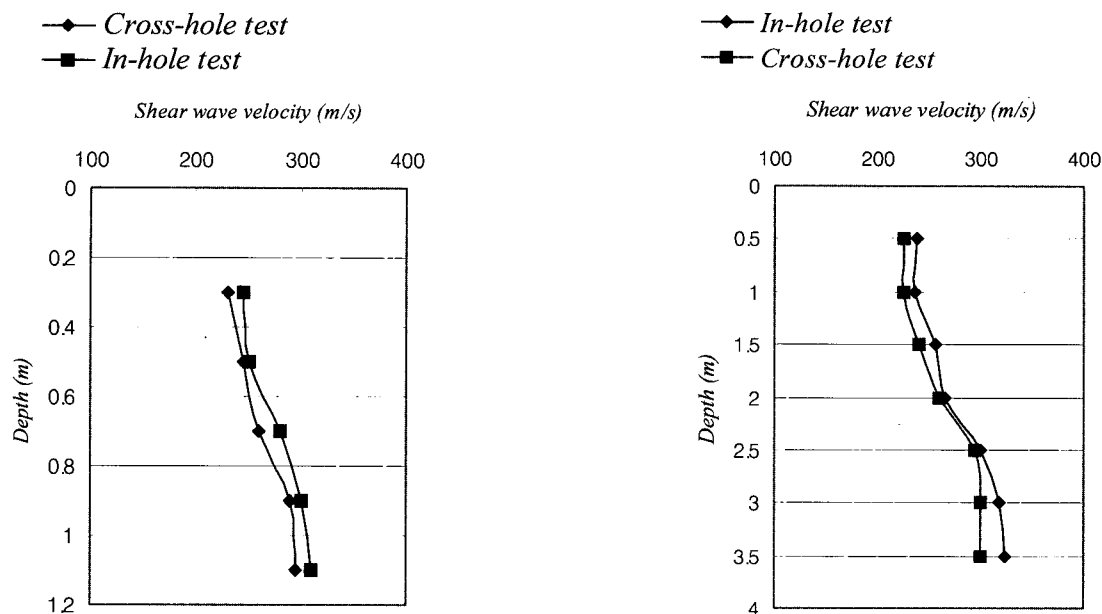 Cross-hole test
In-hole test
Shear wave velocity (m/s)
100 200 300 400
0
0.2
0.4
0.6
0.8
1
1.2
Depth (m)
In-hole test
Cross-hole test
Shear wave velocity (m/s)
100 200 300 400
0
0.5
1
1.5
2
2.5
3
3.5
4
Depth (m)